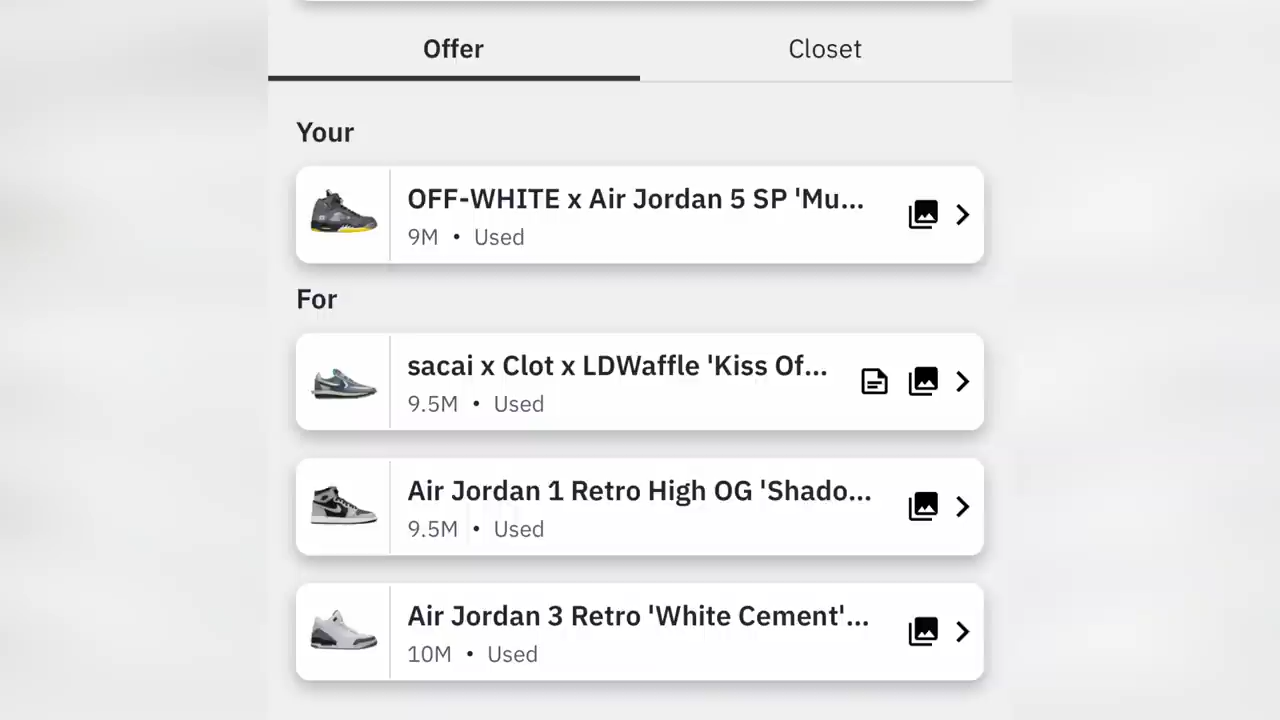 Offer
Closet
Your
OFF-WHITE x Air Jordan 5 SP 'Mu...
9M • Used
For
sacai x Clot x LDWaffle 'Kiss Of...
9.5M • Used
Air Jordan 1 Retro High OG 'Shado...
9.5M • Used
Air Jordan 3 Retro 'White Cement'...
10M • Used